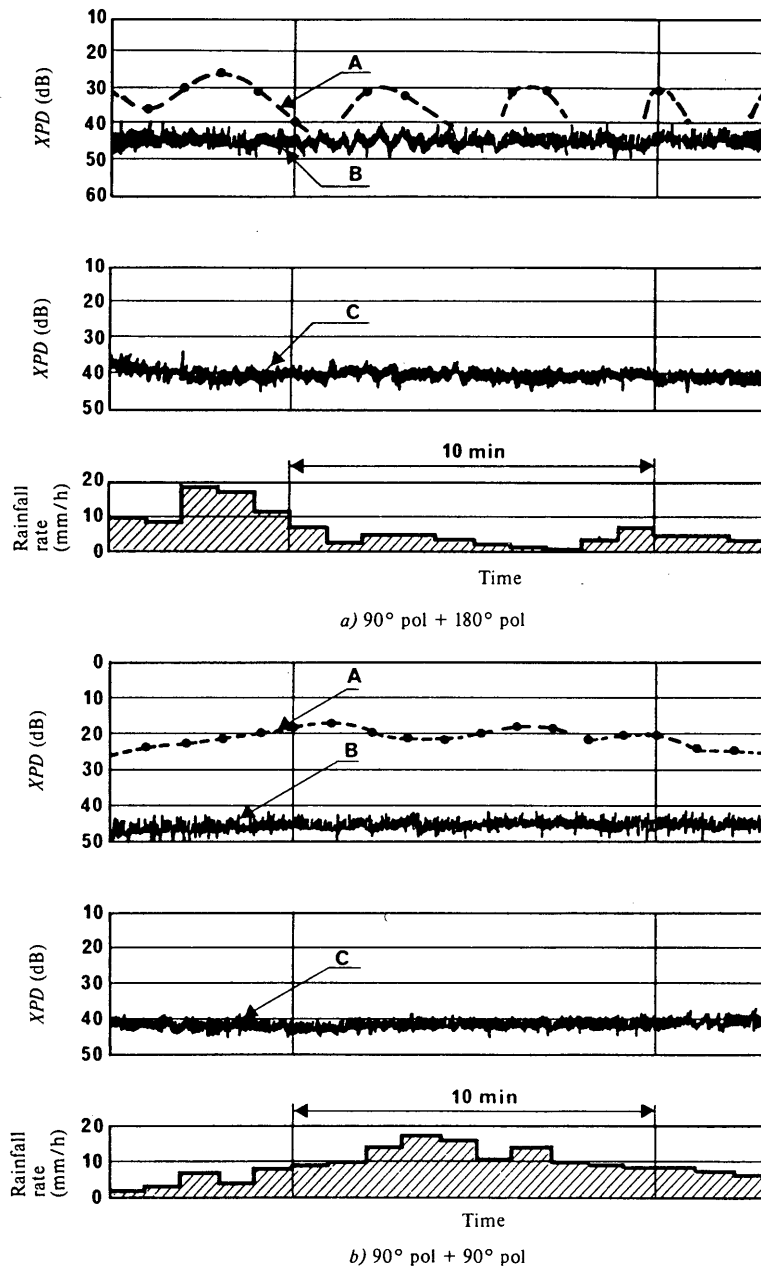 10
20
30
40
50
60
XPD (dB)
A
B
10
20
30
40
50
XPD (dB)
C
10 min
20
10
0
Rainfall
rate
(mm/h)
Time
a) 90° pol + 180° pol
0
10
20
30
40
50
XPD (dB)
A
B
10
20
30
40
50
XPD (dB)
C
10 min
20
10
0
Rainfall
rate
(mm/h)
Time
b) 90° pol + 90° pol